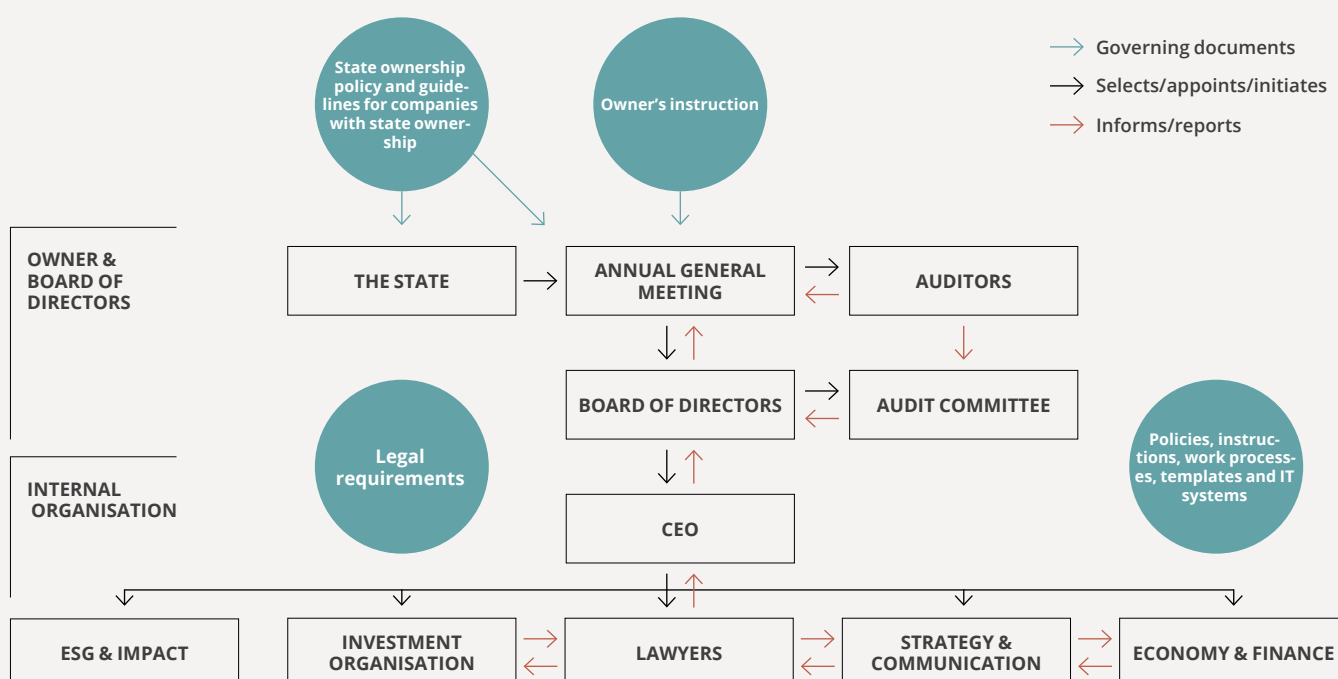 State ownership
policy and guide-
lines for companies
with state owner-
ship
Owner's instruction
Governing documents
Selects/appoints/initiates
Informs/reports
OWNER &
BOARD OF
DIRECTORS
THE STATE
ANNUAL GENERAL
MEETING
AUDITORS
BOARD OF DIRECTORS
AUDIT COMMITTEE
Legal
requirements
Policies, instruc-
tions, work process-
es, templates and IT
systems
INTERNAL
ORGANISATION
CEO
ESG & IMPACT
INVESTMENT
ORGANISATION
LAWYERS
STRATEGY &
COMMUNICATION
ECONOMY & FINANCE